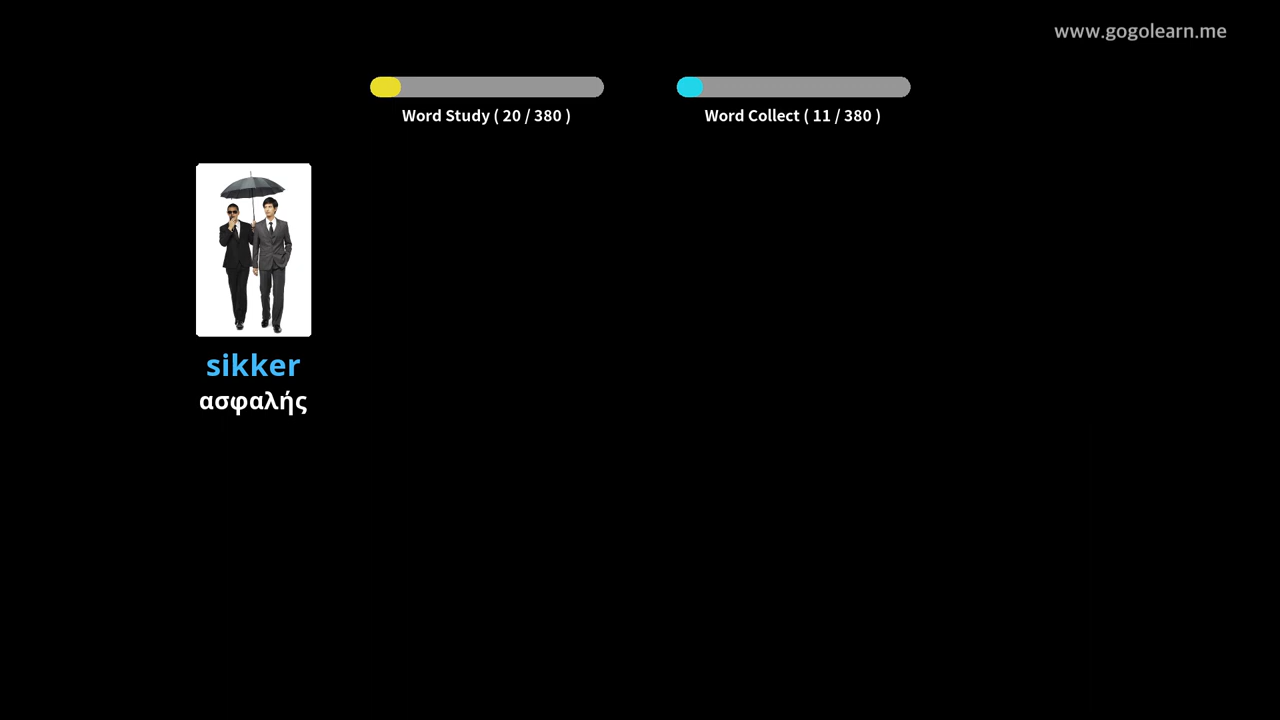 www.gogolearn.me
Word Study ( 20 / 380 )
Word Collect ( 11 / 380 )
sikker
ασφαλής